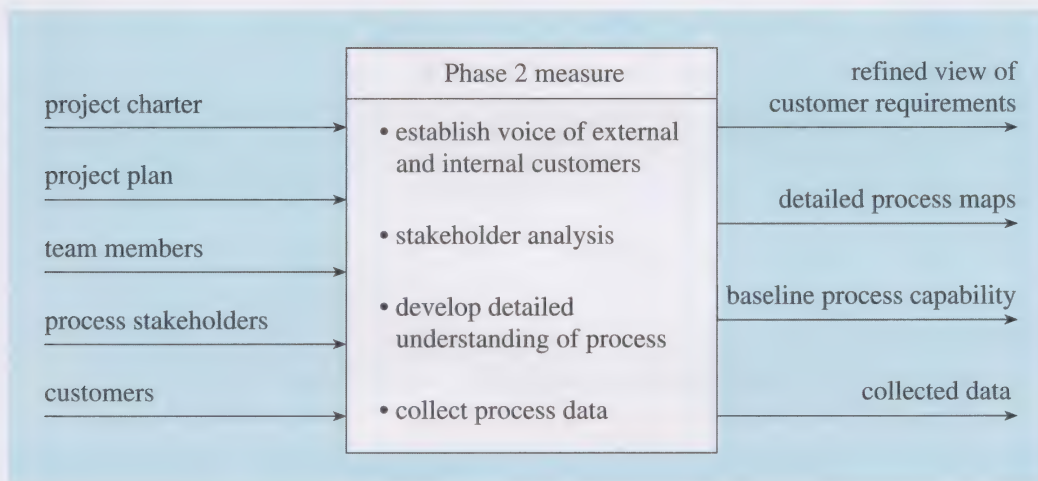 project charter
project plan
team members
process stakeholders
customers
Phase 2 measure
• establish voice of external
and internal customers
• stakeholder analysis
• develop detailed
understanding of process
• collect process data
refined view of
customer requirements
detailed process maps
baseline process capability
collected data